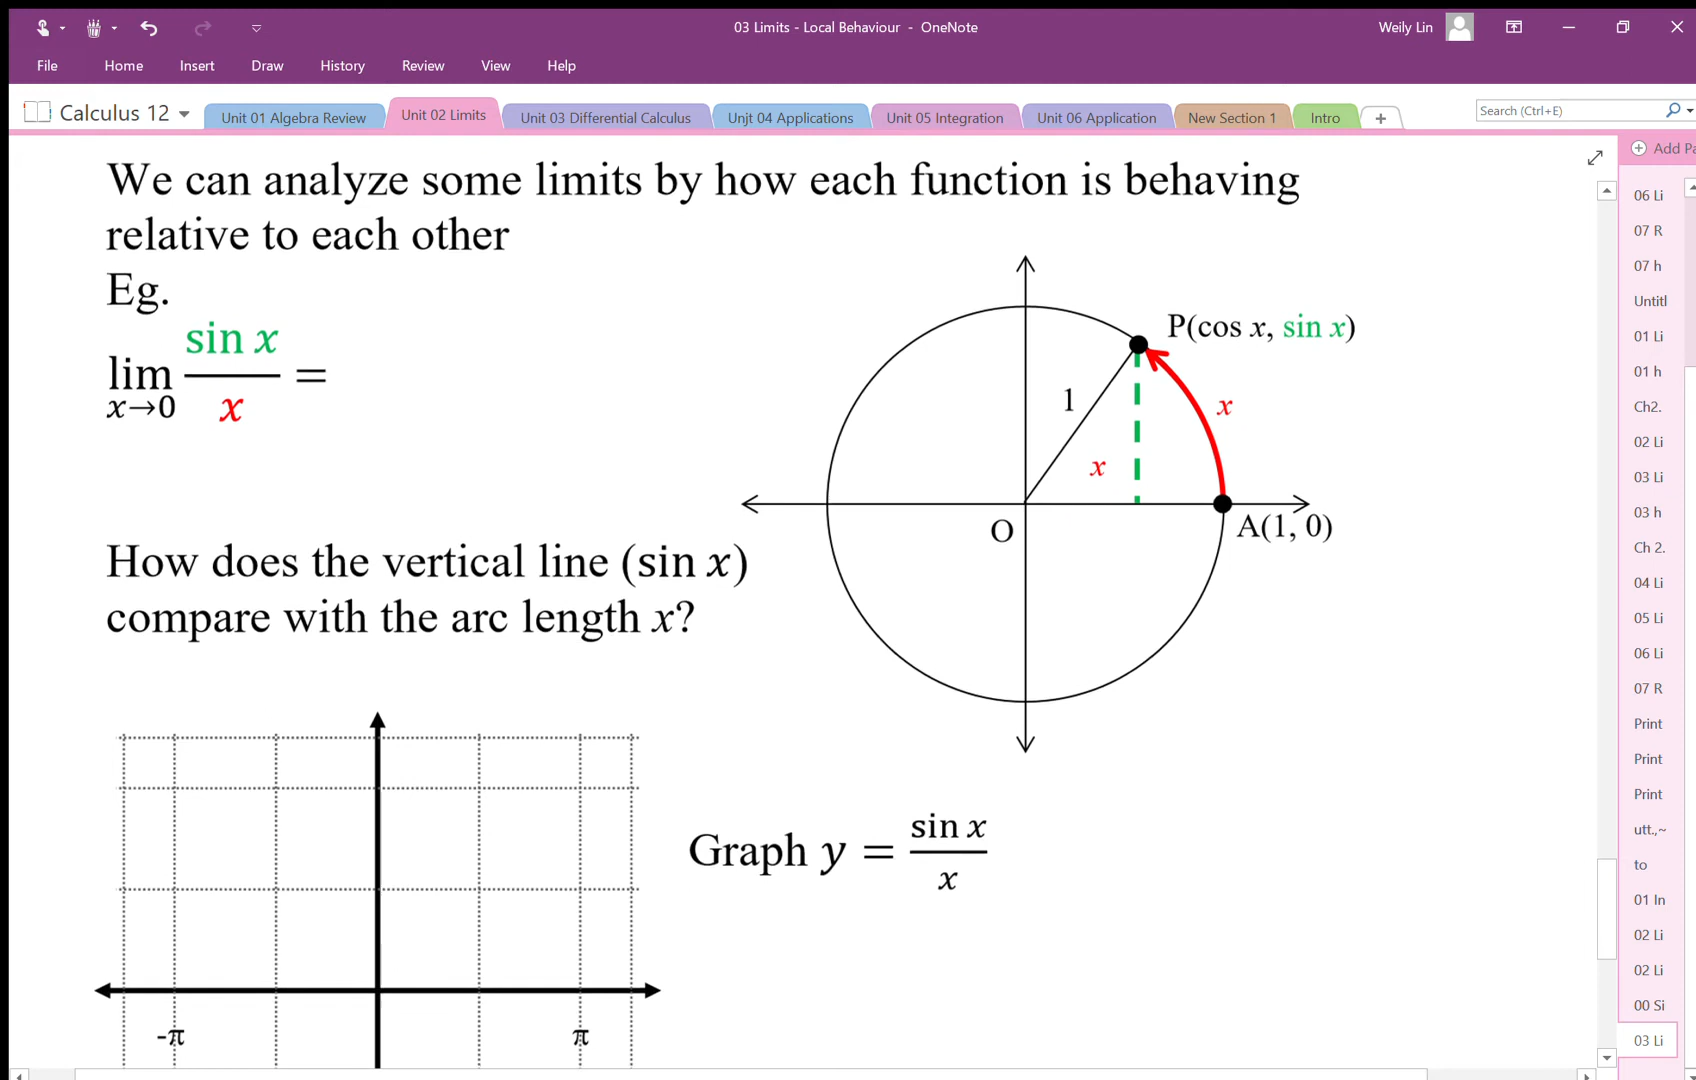 03 Limits - Local Behaviour - OneNote
Weily Lin
File Home Insert Draw History Review View Help
Calculus 12
Unit 01 Algebra Review
Unit 02 Limits
Unit 03 Differential Calculus
Unit 04 Applications
Unit 05 Integration
Unit 06 Application
New Section 1
Intro
+
Search (Ctrl+E)
We can analyze some limits by how each function is behaving
relative to each other
Eg.
lim x→0 sin x / x =
P(cos x, sin x)
1
x
x
O
A(1, 0)
How does the vertical line (sin x)
compare with the arc length x?
Graph y = sin x / x
-π
π
Add Pa
06 Li
07 R
07 h
Untitl
01 Li
01 h
Ch2.
02 Li
03 Li
03 h
Ch 2.
04 Li
05 Li
06 Li
07 R
Print
Print
Print
utt.,~
to
01 In
02 Li
02 Li
00 Si
03 Li